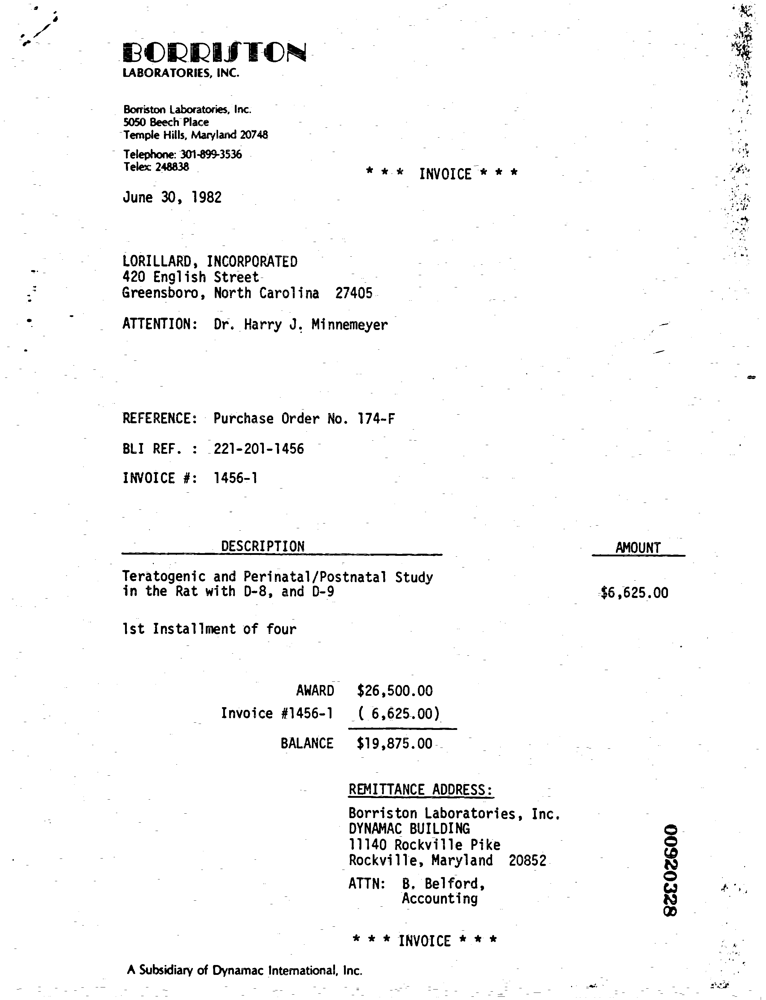 BORRISTON
LABORATORIES, INC.
Borriston Laboratories, Inc.
5050 Beech Place
Temple Hills, Maryland 20748
Telephone: 301-899-3536
Telex: 248838
* * * INVOICE * * *
June 30, 1982
LORILLARD, INCORPORATED
420 English Street
Greensboro, North Carolina 27405
ATTENTION: Dr. Harry J. Minnemeyer
REFERENCE: Purchase Order No. 174-F
BLI REF. : 221-201-1456
INVOICE #: 1456-1
DESCRIPTION AMOUNT
Teratogenic and Perinatal/Postnatal Study
in the Rat with D-8, and D-9 $6,625.00
1st Installment of four
AWARD $26,500.00
Invoice #1456-1 ( 6,625.00)
BALANCE $19,875.00
REMITTANCE ADDRESS:
Borriston Laboratories, Inc.
DYNAMAC BUILDING
11140 Rockville Pike
Rockville, Maryland 20852
ATTN: B. Belford,
Accounting
00920328
* * * INVOICE * * *
A Subsidiary of Dynamac International, Inc.